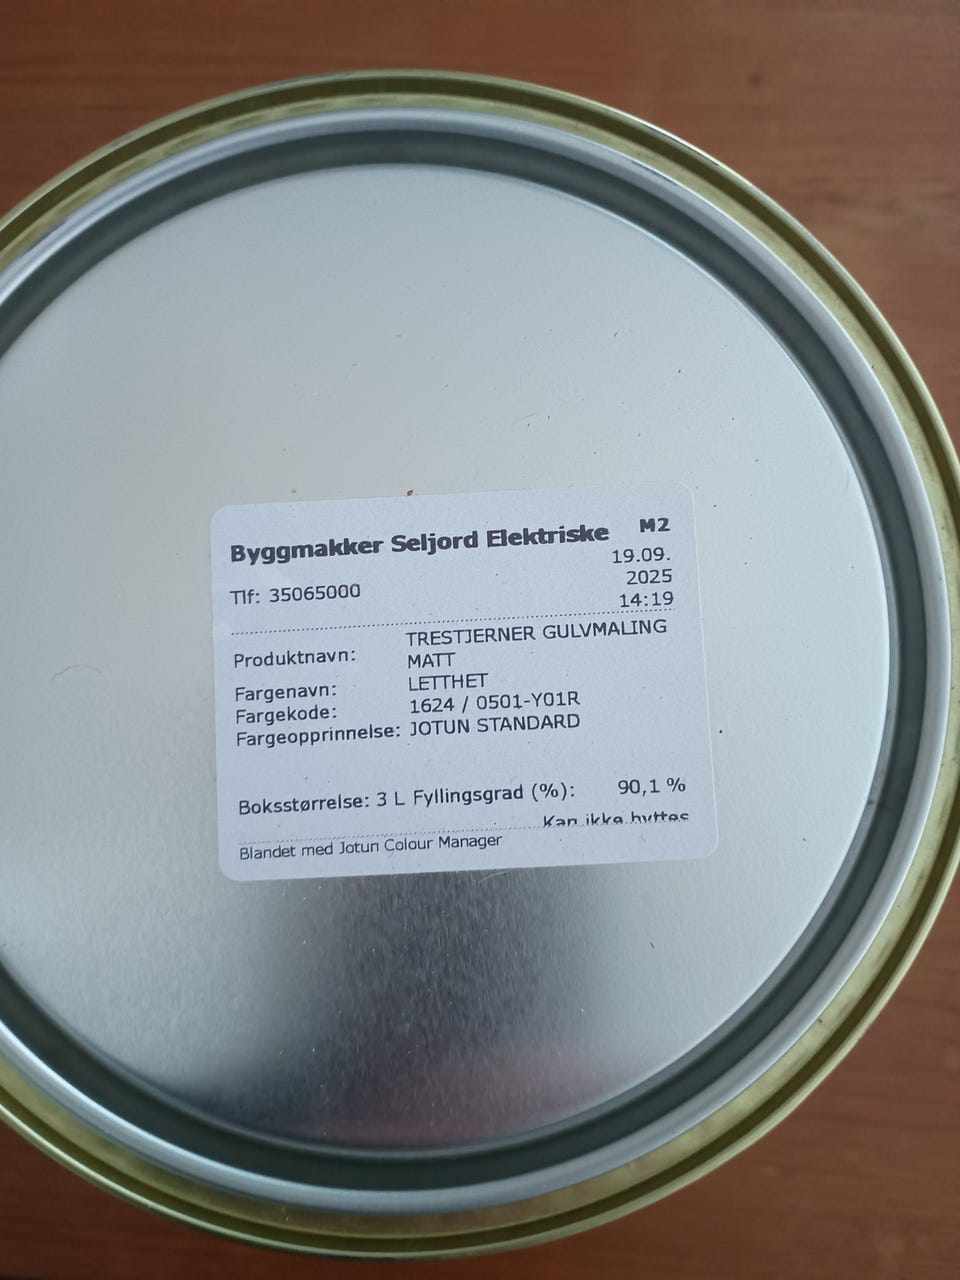 Byggmakker Seljord Elektriske M2
19.09.
2025
Tlf: 35065000
14:19
TRESTJERNER GULVMALING
Produktnavn: MATT
Fargenavn: LETTHET
Fargekode: 1624 / 0501-Y01R
Fargeopprinnelse: JOTUN STANDARD
Boksstørrelse: 3 L Fyllingsgrad (%): 90,1 %
Kan ikke byttes
Blandet med Jotun Colour Manager